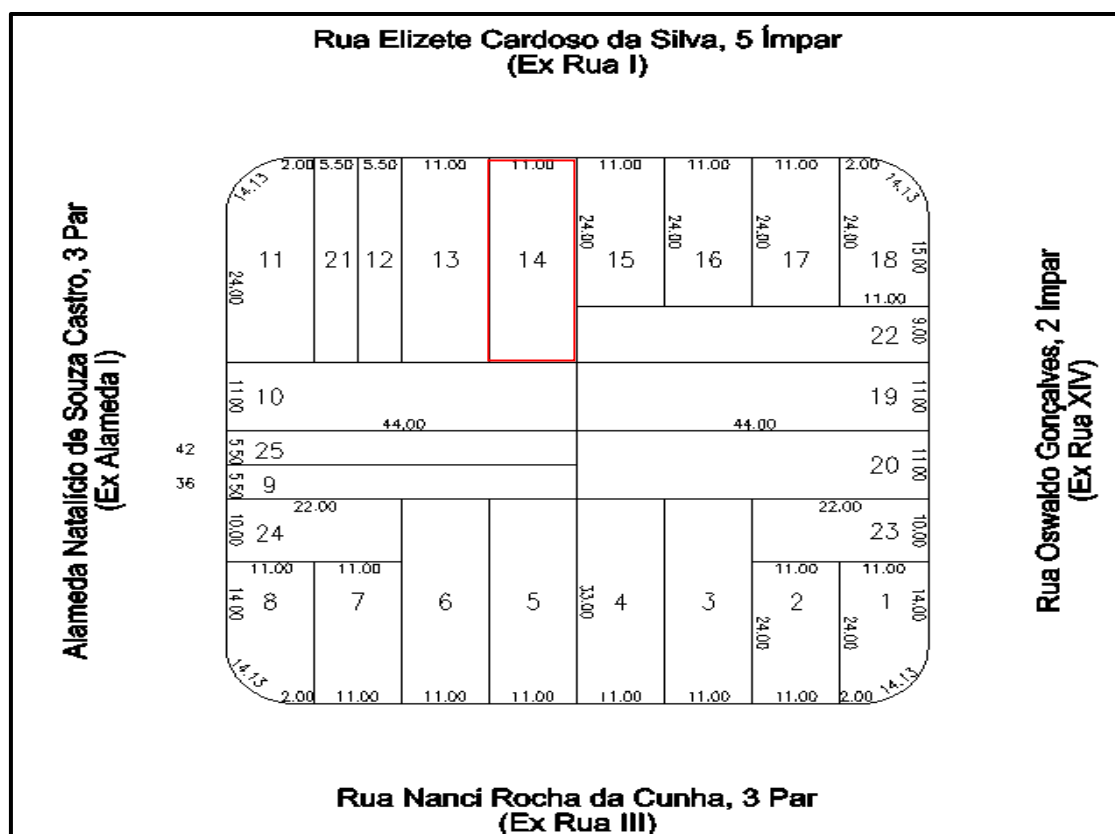 Rua Elizete Cardoso da Silva, 5 Ímpar
(Ex Rua I)
Alameda Natalício de Souza Castro, 3 Par
(Ex Alameda I)
2.00 5.50 5.50 11.00 11.00 11.00 11.00 11.00 2.00
14.13 14.13
24.00 24.00 24.00 24.00 24.00 15.00
11 21 12 13 14 15 16 17 18
11.00
22 9.00
11.00 10 19 11.00
44.00 44.00
42 5.50 25 20 11.00
36 5.50 9
22.00 22.00
10.00 24 23 10.00
11.00 11.00 11.00 11.00
14.00 8 7 6 5 33.00 4 3 2 1 14.00
24.00 24.00
14.13 14.13
2.00 11.00 11.00 11.00 11.00 11.00 11.00 2.00
Rua Oswaldo Gonçalves, 2 Ímpar
(Ex Rua XIV)
Rua Nanci Rocha da Cunha, 3 Par
(Ex Rua III)